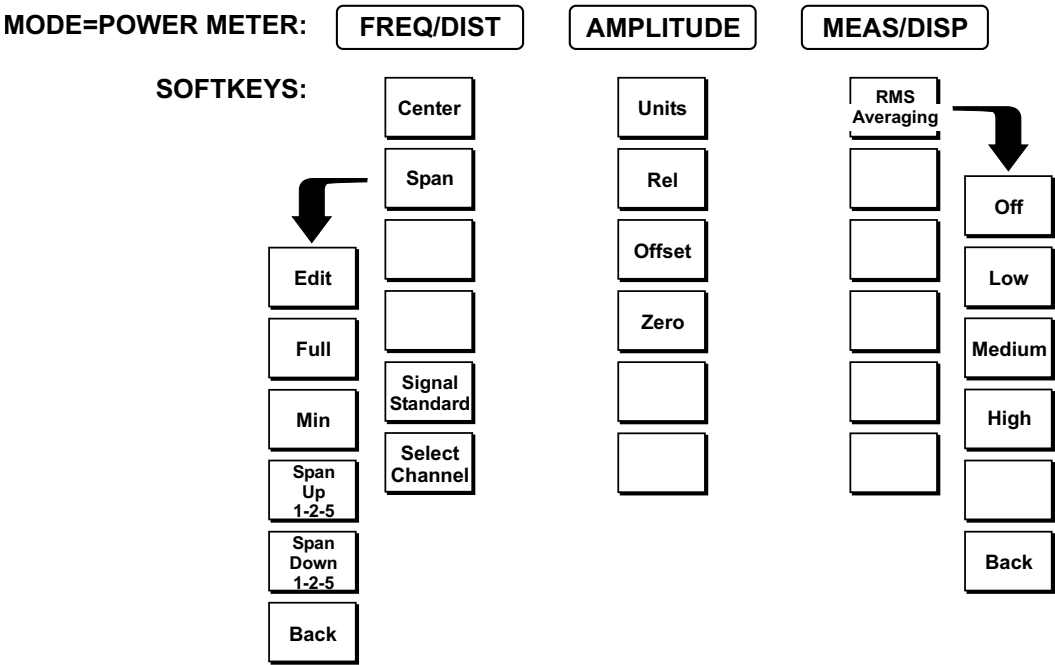 MODE=POWER METER:
FREQ/DIST
AMPLITUDE
MEAS/DISP
SOFTKEYS:
Center
Span
Signal
Standard
Select
Channel
Edit
Full
Min
Span
Up
1-2-5
Span
Down
1-2-5
Back
Units
Rel
Offset
Zero
RMS
Averaging
Off
Low
Medium
High
Back